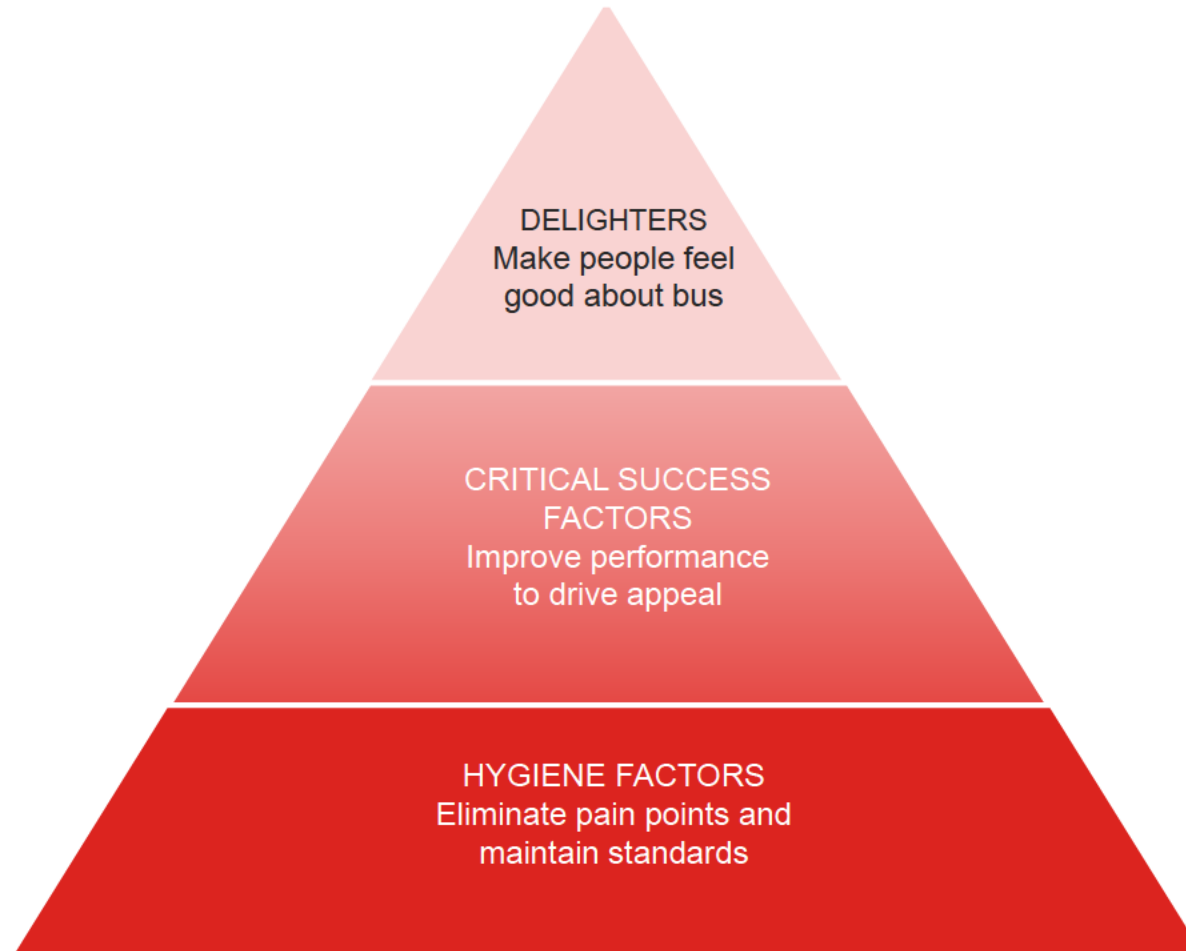 DELIGHTERS
Make people feel
good about bus
CRITICAL SUCCESS
FACTORS
Improve performance
to drive appeal
HYGIENE FACTORS
Eliminate pain points and
maintain standards